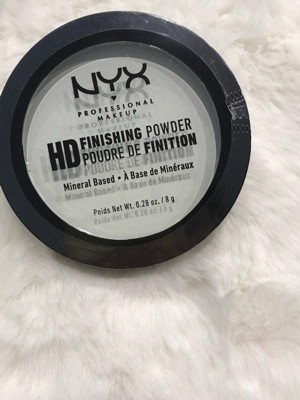 NYX
PROFESSIONAL
MAKEUP
HD FINISHING POWDER
POUDRE DE FINITION
Mineral Based • À Base de Minéraux
Poids Net Wt. 0.28 oz. / 8 g